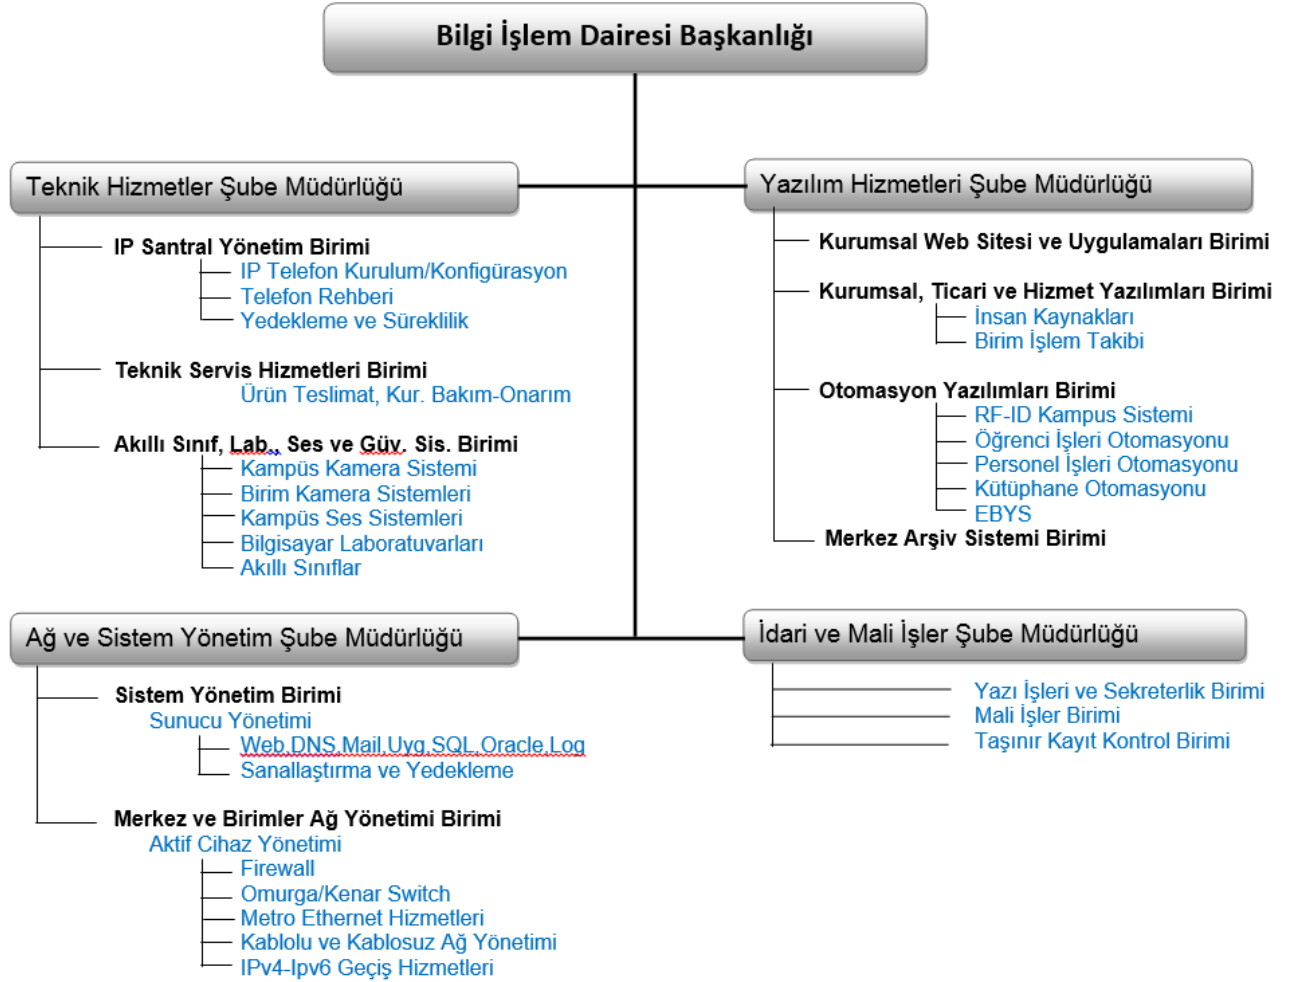 Bilgi İşlem Dairesi Başkanlığı
Teknik Hizmetler Şube Müdürlüğü
IP Santral Yönetim Birimi
IP Telefon Kurulum/Konfigürasyon
Telefon Rehberi
Yedekleme ve Süreklilik
Teknik Servis Hizmetleri Birimi
Ürün Teslimat, Kur. Bakım-Onarım
Akıllı Sınıf, Lab., Ses ve Güv. Sis. Birimi
Kampüs Kamera Sistemi
Birim Kamera Sistemleri
Kampüs Ses Sistemleri
Bilgisayar Laboratuvarları
Akıllı Sınıflar
Yazılım Hizmetleri Şube Müdürlüğü
Kurumsal Web Sitesi ve Uygulamaları Birimi
Kurumsal, Ticari ve Hizmet Yazılımları Birimi
İnsan Kaynakları
Birim İşlem Takibi
Otomasyon Yazılımları Birimi
RF-ID Kampus Sistemi
Öğrenci İşleri Otomasyonu
Personel İşleri Otomasyonu
Kütüphane Otomasyonu
EBYS
Merkez Arşiv Sistemi Birimi
Ağ ve Sistem Yönetim Şube Müdürlüğü
Sistem Yönetim Birimi
Sunucu Yönetimi
Web,DNS,Mail,Uyg,SQL,Oracle,Log
Sanallaştırma ve Yedekleme
Merkez ve Birimler Ağ Yönetimi Birimi
Aktif Cihaz Yönetimi
Firewall
Omurga/Kenar Switch
Metro Ethernet Hizmetleri
Kablolu ve Kablosuz Ağ Yönetimi
IPv4-Ipv6 Geçiş Hizmetleri
İdari ve Mali İşler Şube Müdürlüğü
Yazı İşleri ve Sekreterlik Birimi
Mali İşler Birimi
Taşınır Kayıt Kontrol Birimi